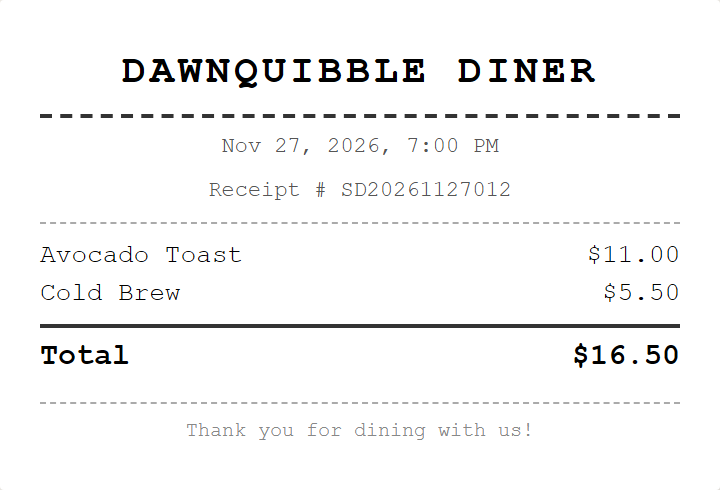 DAWNQUIBBLE DINER
Nov 27, 2026, 7:00 PM
Receipt # SD20261127012
Avocado Toast $11.00
Cold Brew $5.50
Total $16.50
Thank you for dining with us!